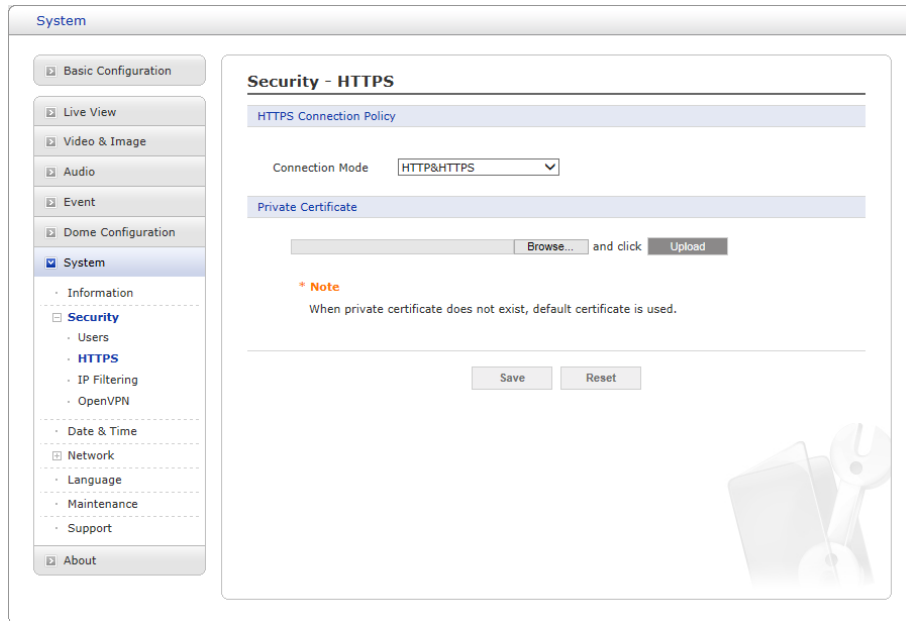 System
Basic Configuration
Live View
Video & Image
Audio
Event
Dome Configuration
System
· Information
Security
· Users
· HTTPS
· IP Filtering
· OpenVPN
· Date & Time
Network
· Language
· Maintenance
· Support
About
Security - HTTPS
HTTPS Connection Policy
Connection Mode HTTP&HTTPS
Private Certificate
Browse... and click Upload
* Note
When private certificate does not exist, default certificate is used.
Save Reset